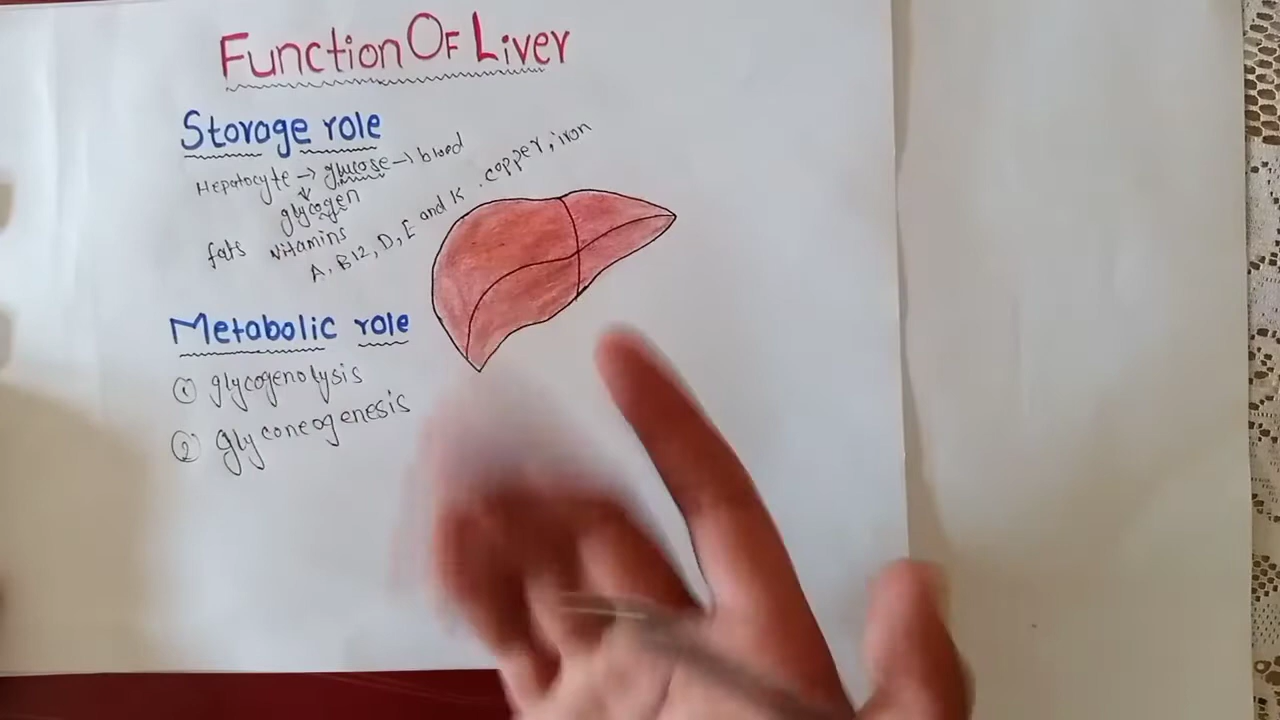 Function Of Liver
Storage role
Hepatocyte → glucose → blood
↓
glycogen
fats vitamins
A, B12, D, E and K . copper, iron
Metabolic role
① glycogenolysis
② glyconeogenesis